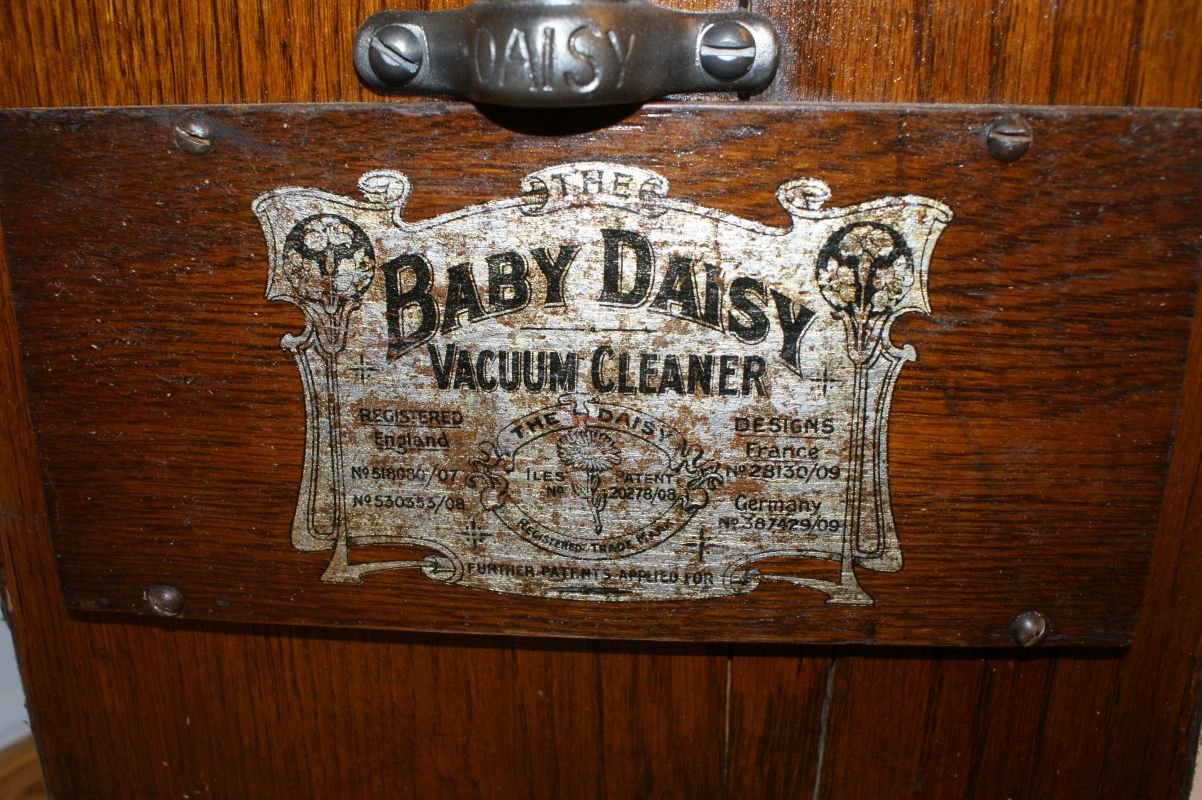 DAISY
THE
BABY DAISY
VACUUM CLEANER
REGISTERED
England
No 518080/07
No 530353/08
THE DAISY
ILES PATENT
No 20278/08
REGISTERED TRADE MARK
DESIGNS
France
No 28130/09
Germany
No 387429/09
FURTHER PATENTS APPLIED FOR